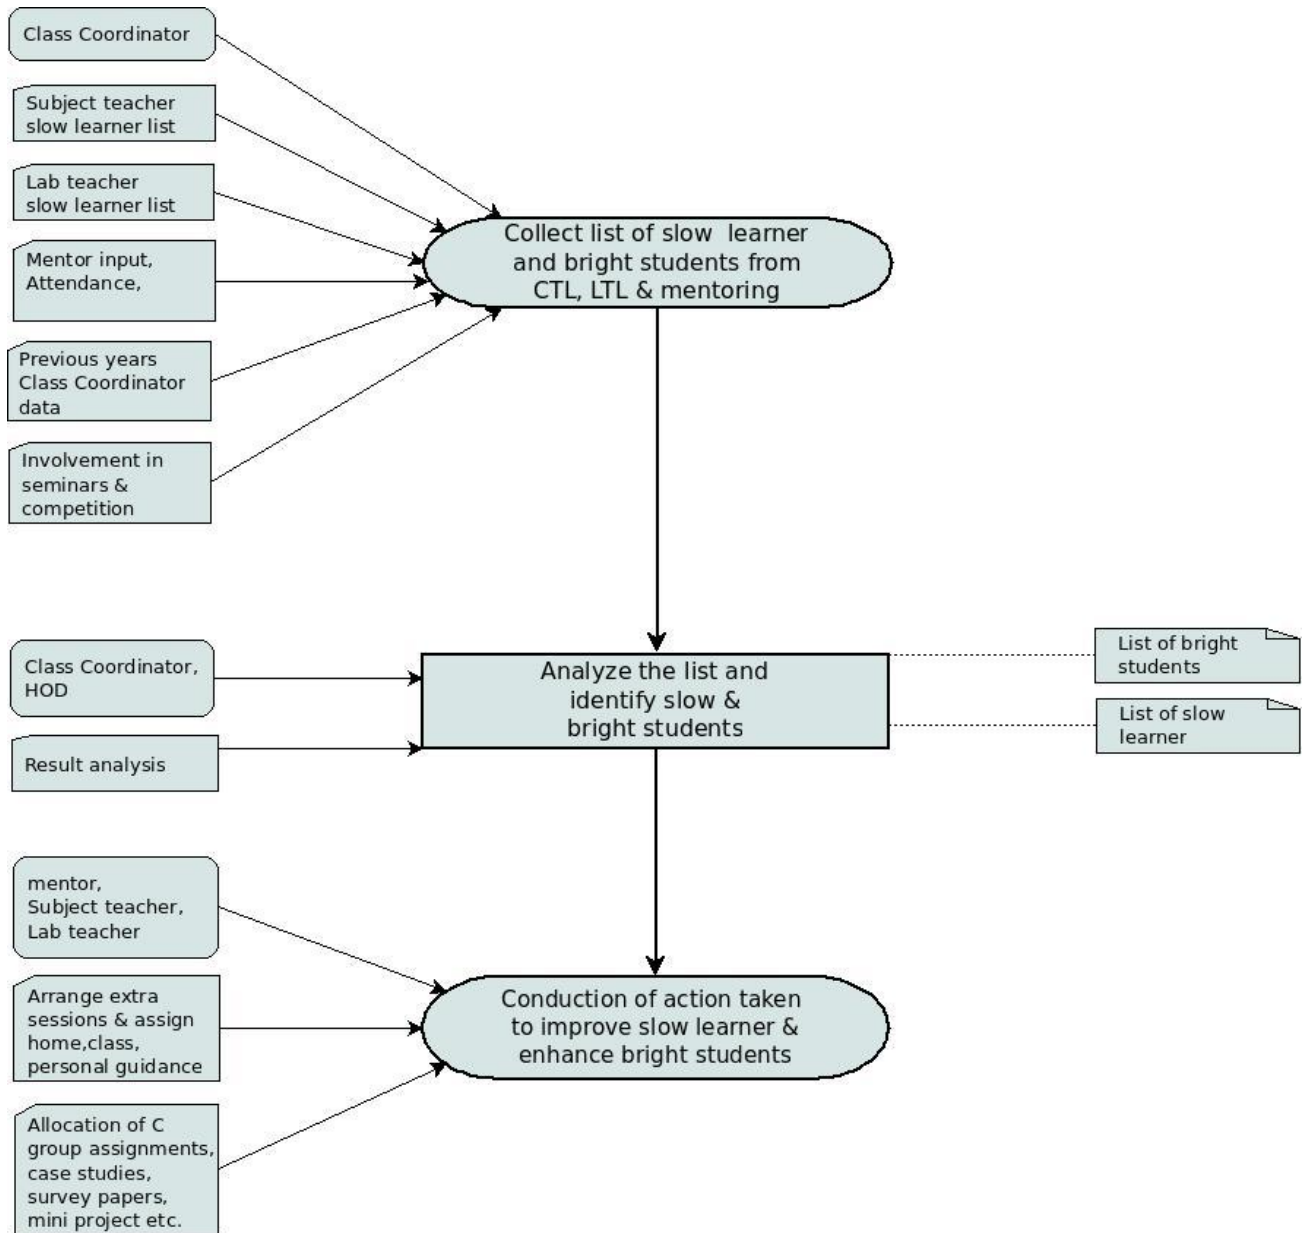 Class Coordinator
Subject teacher
slow learner list
Lab teacher
slow learner list
Mentor input,
Attendance,
Previous years
Class Coordinator
data
Involvement in
seminars &
competition
Collect list of slow  learner
and bright students from
CTL, LTL & mentoring
Class Coordinator,
HOD
Result analysis
Analyze the list and
identify slow &
bright students
List of bright
students
List of slow
learner
mentor,
Subject teacher,
Lab teacher
Arrange extra
sessions & assign
home,class,
personal guidance
Allocation of C
group assignments,
case studies,
survey papers,
mini project etc.
Conduction of action taken
to improve slow learner &
enhance bright students